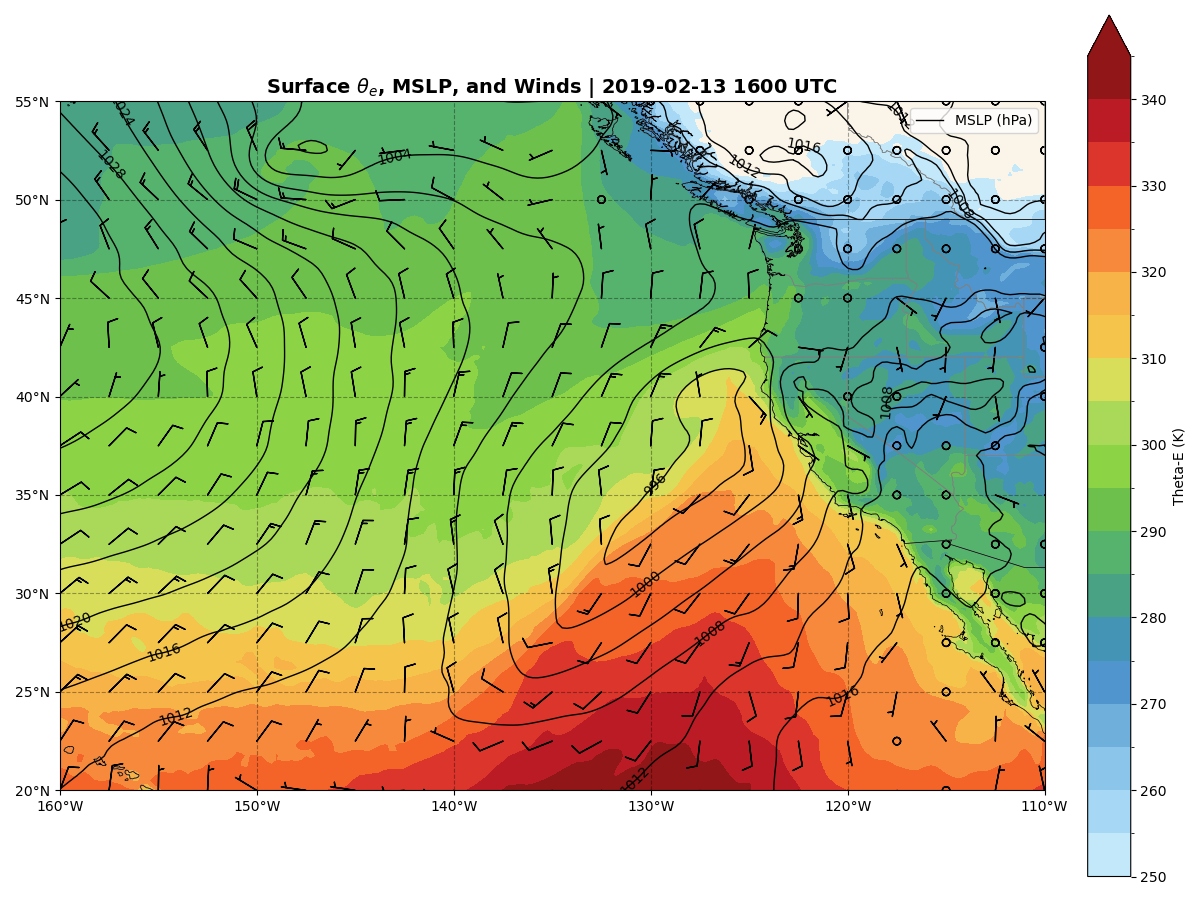 Surface θe, MSLP, and Winds | 2019-02-13 1600 UTC
MSLP (hPa)
55°N
50°N
45°N
40°N
35°N
30°N
25°N
20°N
160°W
150°W
140°W
130°W
120°W
110°W
1024
1028
1004
1012
1016
1012
1008
1008
996
1000
1008
1020
1016
1012
1016
1012
340
330
320
310
300
290
280
270
260
250
Theta-E (K)